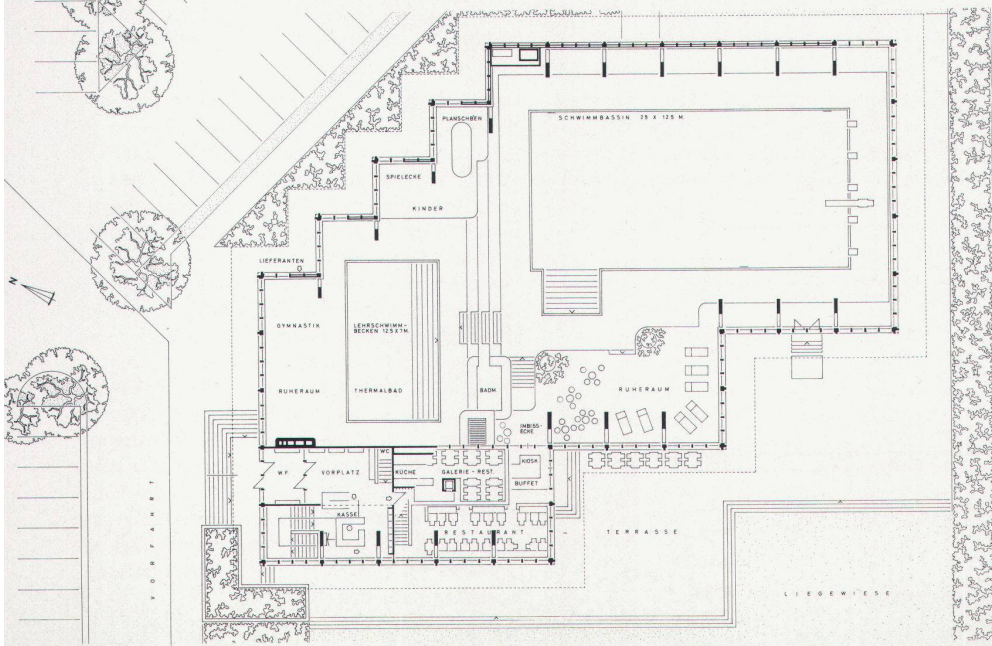 SCHWIMMBASSIN 25 X 12.5 M.
PLANSCHBEN
SPIELECKE
KINDER
LIEFERANTEN
N
GYMNASTIK
LEHRSCHWIMM-
BECKEN 12.5 X 7 M.
RUHERAUM
THERMALBAD
BADM.
RUHERAUM
IMBISS-
ECKE
WC
W.F.
VORPLATZ
KÜCHE
GALERIE - REST.
KIOSK
BUFFET
KASSE
RESTAURANT
TERRASSE
VORFAHRT
LIEGEWIESE